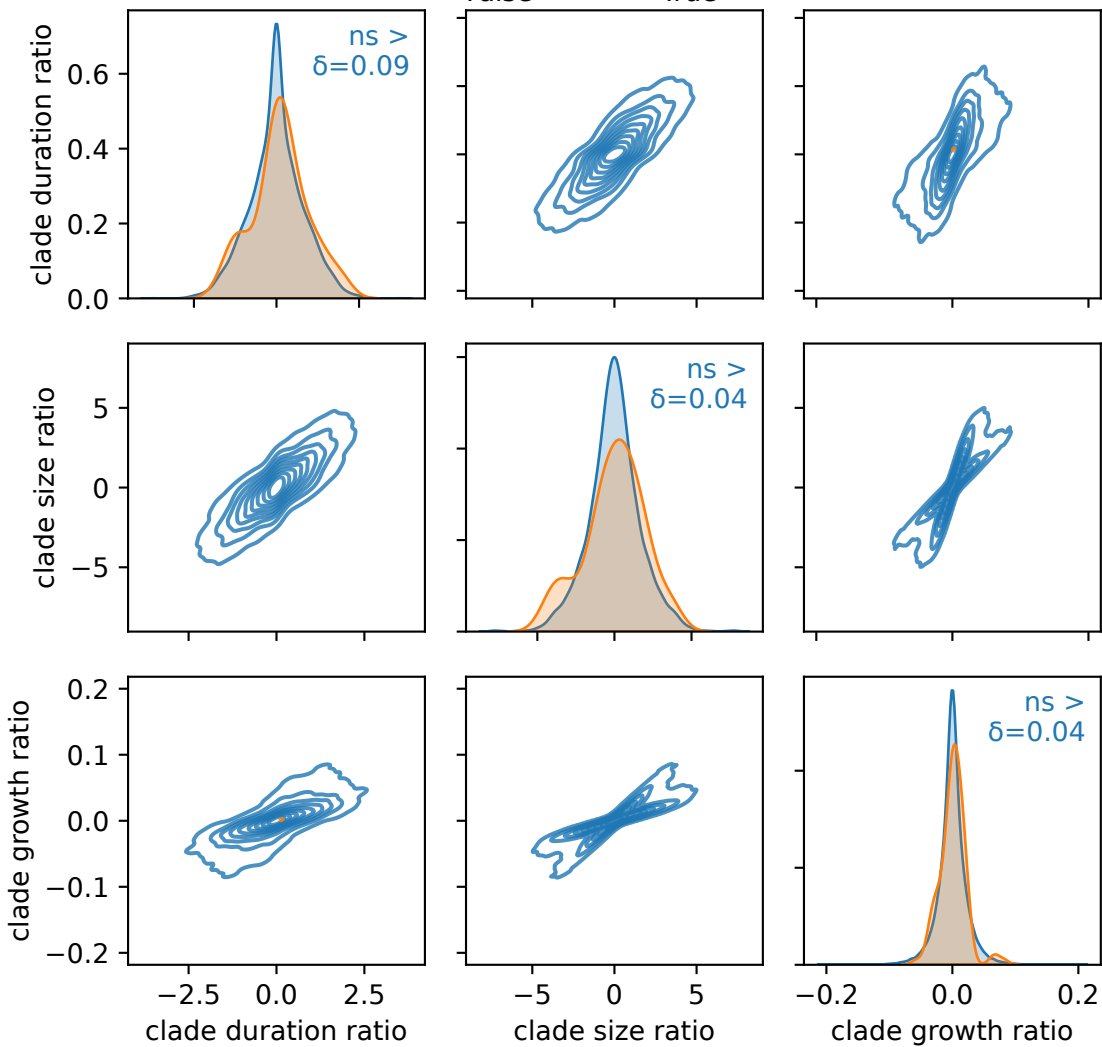 False True
clade duration ratio
0.6
0.4
0.2
0.0
ns >
δ=0.09
clade size ratio
5
0
−5
ns >
δ=0.04
clade growth ratio
0.2
0.1
0.0
−0.1
−0.2
ns >
δ=0.04
−2.5 0.0 2.5
−5 0 5
−0.2 0.0 0.2
clade duration ratio
clade size ratio
clade growth ratio